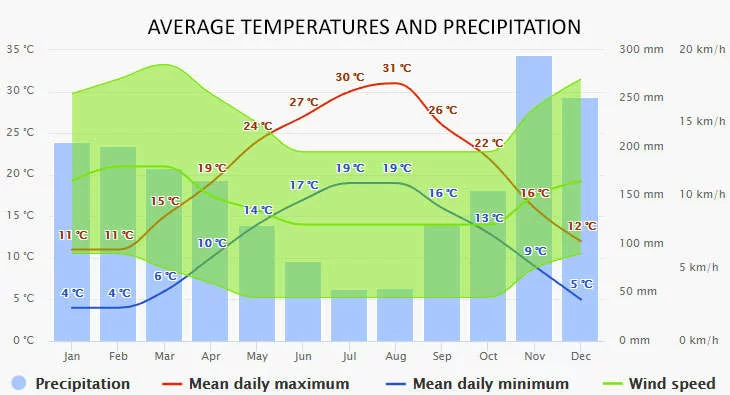 AVERAGE TEMPERATURES AND PRECIPITATION
35 °C 300 mm 20 km/h
31 °C
30 °C
30 °C 250 mm
27 °C
26 °C
25 °C 24 °C 15 km/h
22 °C
200 mm
20 °C 19 °C 19 °C 19 °C
17 °C
16 °C 16 °C
15 °C 15 °C 150 mm 10 km/h
14 °C
13 °C
12 °C
11 °C 11 °C
10 °C 10 °C 100 mm
9 °C
6 °C 5 km/h
5 °C 5 °C 50 mm
4 °C 4 °C
0 °C 0 mm 0 km/h
Jan Feb Mar Apr May Jun Jul Aug Sep Oct Nov Dec
Precipitation Mean daily maximum Mean daily minimum Wind speed